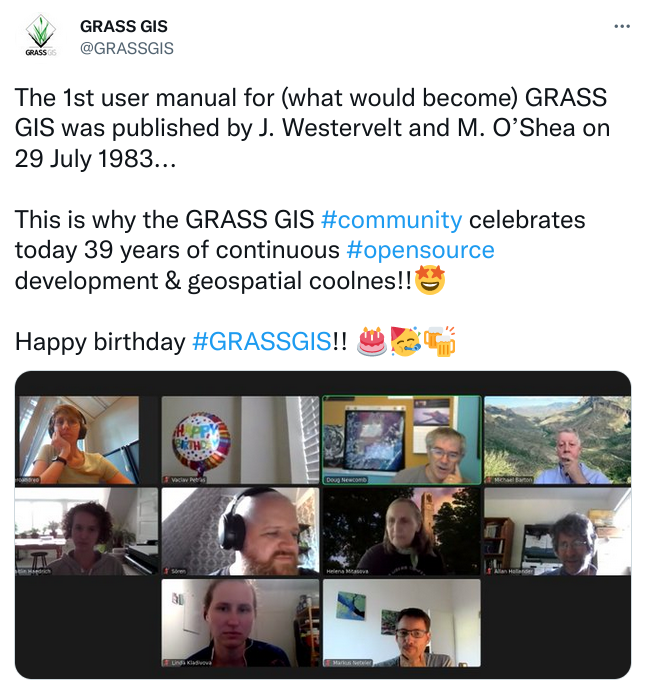 GRASS GIS
@GRASSGIS
GRASS GIS
The 1st user manual for (what would become) GRASS
GIS was published by J. Westervelt and M. O’Shea on
29 July 1983…
This is why the GRASS GIS #community celebrates
today 39 years of continuous #opensource
development & geospatial coolnes!!🤩
Happy birthday #GRASSGIS!! 🎂🥳🍻
HAPPY
BIRTHDAY
Vaclav Petras
Doug Newcomb
Michael Barton
Haedrich
Sören
Helena Mitasova
Allan Hollander
Linda Kladivova
Markus Neteler